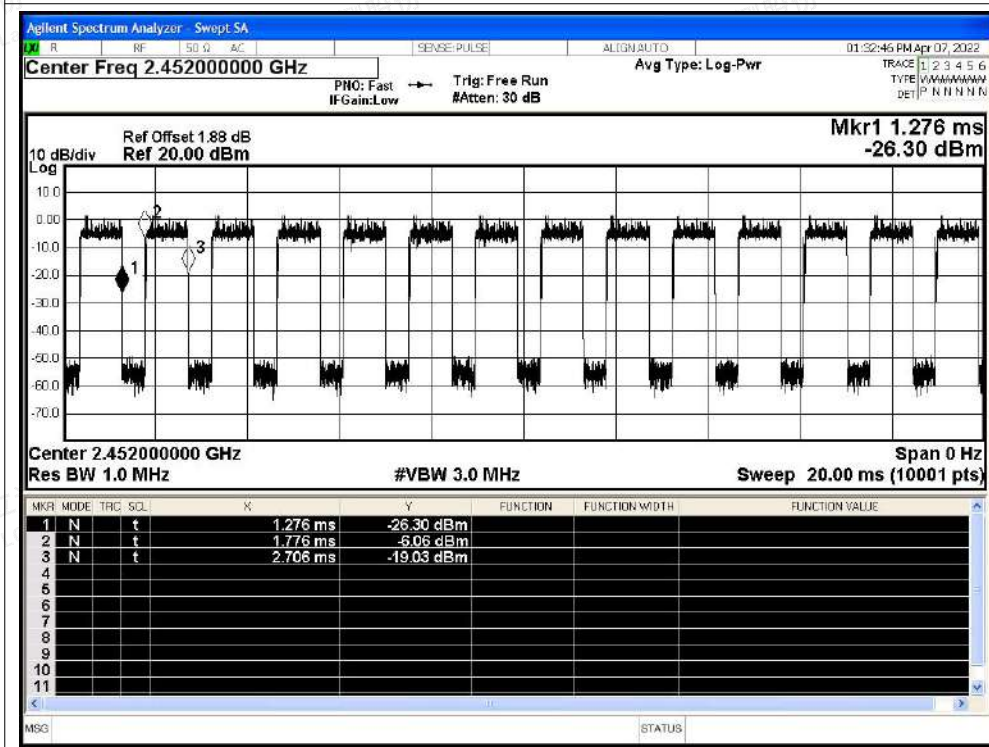 Agilent Spectrum Analyzer - Swept SA
LXI R RF 50 Ω AC SENSE:PULSE ALIGN AUTO 01:32:46 PM Apr 07, 2022
Center Freq 2.452000000 GHz Avg Type: Log-Pwr TRACE 1 2 3 4 5 6
PNO: Fast Trig: Free Run TYPE
IFGain:Low #Atten: 30 dB DET P N N N N N
Mkr1 1.276 ms
Ref Offset 1.88 dB
10 dB/div Ref 20.00 dBm -26.30 dBm
Log
10.0
0.00
-10.0
-20.0
-30.0
-40.0
-50.0
-60.0
-70.0
1
2
3
Center 2.452000000 GHz Span 0 Hz
Res BW 1.0 MHz #VBW 3.0 MHz Sweep 20.00 ms (10001 pts)
MKR MODE TRC SCL X Y FUNCTION FUNCTION WIDTH FUNCTION VALUE
1 N t 1.276 ms -26.30 dBm
2 N t 1.776 ms -6.06 dBm
3 N t 2.706 ms -19.03 dBm
4
5
6
7
8
9
10
11
MSG STATUS